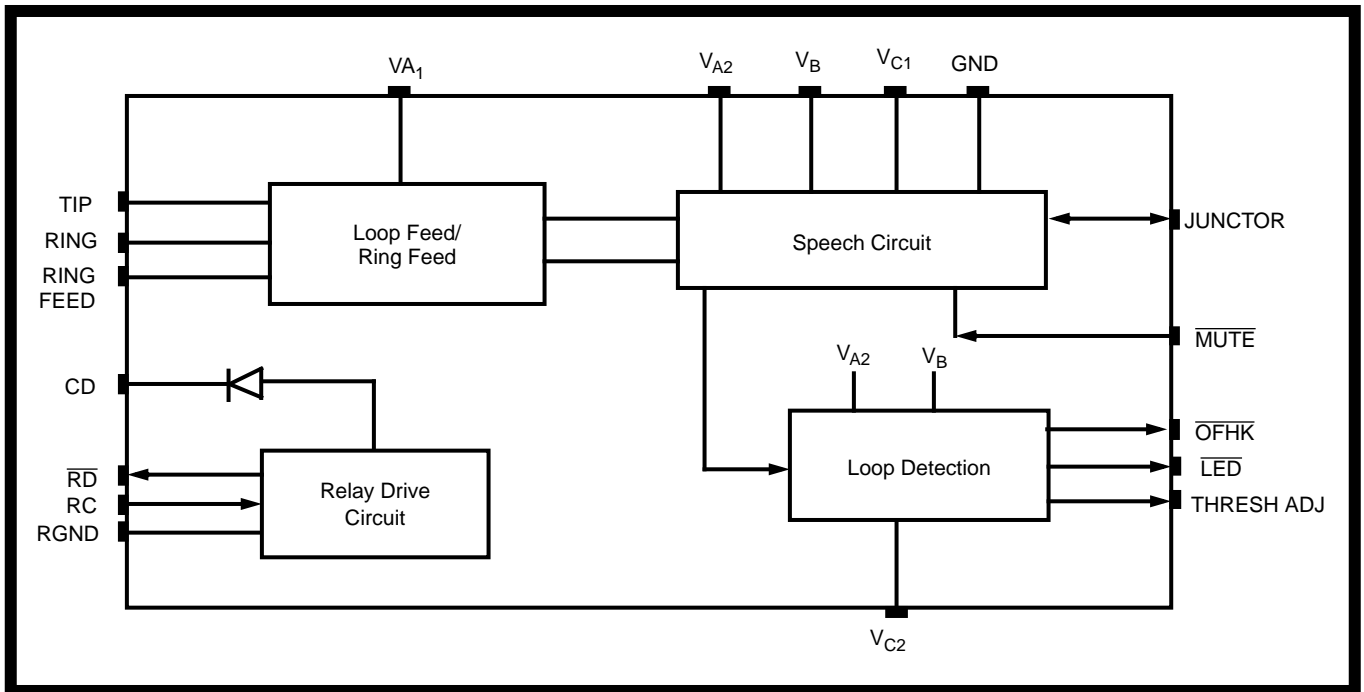 VA1
VA2
VB
VC1
GND
TIP
RING
RING
FEED
Loop Feed/
Ring Feed
Speech Circuit
JUNCTOR
MUTE
CD
VA2
VB
RD
RC
RGND
Relay Drive
Circuit
Loop Detection
OFHK
LED
THRESH ADJ
VC2